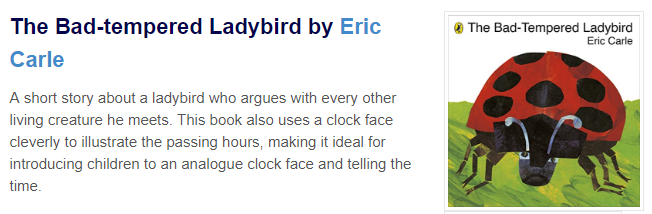 The Bad-tempered Ladybird by Eric
Carle
A short story about a ladybird who argues with every other
living creature he meets. This book also uses a clock face
cleverly to illustrate the passing hours, making it ideal for
introducing children to an analogue clock face and telling the
time.
The Bad-Tempered Ladybird
Eric Carle